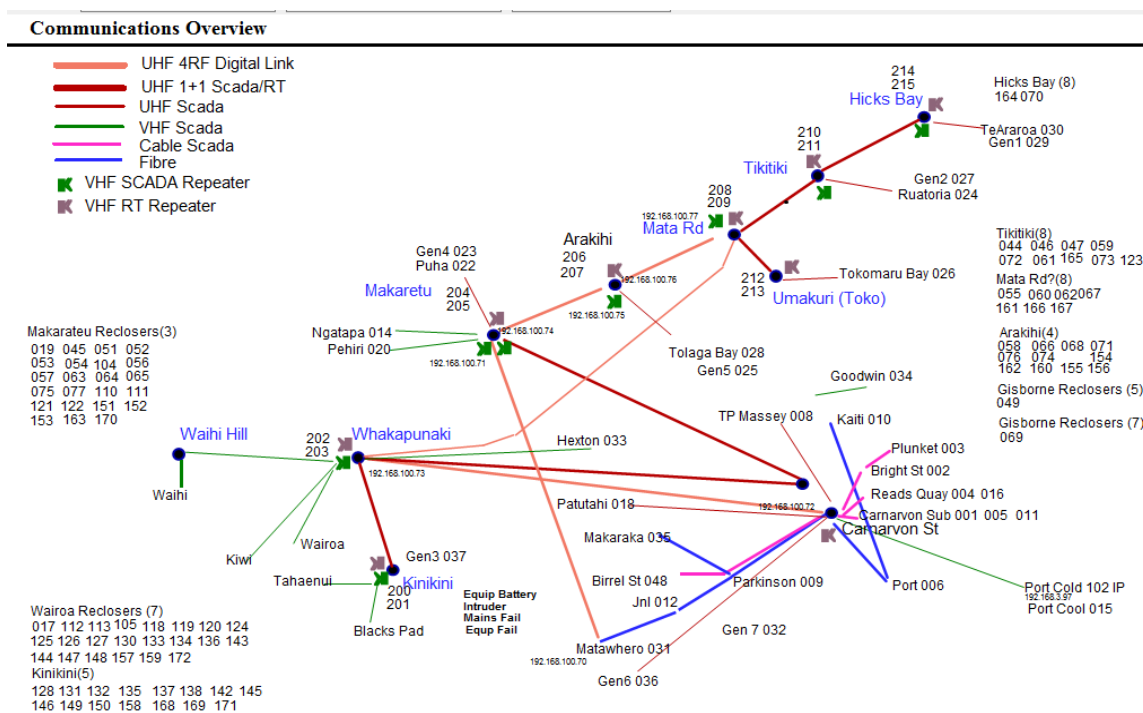 Communications Overview
UHF 4RF Digital Link
UHF 1+1 Scada/RT
UHF Scada
VHF Scada
Cable Scada
Fibre
VHF SCADA Repeater
VHF RT Repeater
214
215
Hicks Bay
Hicks Bay (8)
164 070
TeAraroa 030
Gen1 029
210
211
Tikitiki
Gen2 027
Ruatoria 024
208
209
192.168.100.77
Mata Rd
Tikitiki(8)
044 046 047 059
072 061 165 073 123
Mata Rd?(8)
055 060 062 067
161 166 167
Arakihi
206
207
192.168.100.76
192.168.100.75
212
213
Tokomaru Bay 026
Umakuri (Toko)
Gen4 023
Puha 022
Makaretu
204
205
192.168.100.74
Ngatapa 014
Pehiri 020
192.168.100.71
Tolaga Bay 028
Gen5 025
Arakihi(4)
058 066 068 071
076 074 154
162 160 155 156
Gisborne Reclosers (5)
049
Gisborne Reclosers (7)
069
Makarateu Reclosers(3)
019 045 051 052
053 054 104 056
057 063 064 065
075 077 110 111
121 122 151 152
153 163 170
Goodwin 034
TP Massey 008
Kaiti 010
Plunket 003
Bright St 002
Reads Quay 004 016
Carnarvon Sub 001 005 011
Carnarvon St
192.168.100.72
Waihi Hill
Waihi
202
203
Whakapunaki
192.168.100.73
Hexton 033
Patutahi 018
Makaraka 035
Birrel St 048
Parkinson 009
Jnl 012
Port 006
Port Cold 102 IP
192.168.3.97
Port Cool 015
Kiwi
Wairoa
Tahaenui
Gen3 037
Kinikini
200
201
Blacks Pad
Equip Battery
Intruder
Mains Fail
Equp Fail
Gen 7 032
Matawhero 031
192.168.100.70
Gen6 036
Wairoa Reclosers (7)
017 112 113 105 118 119 120 124
125 126 127 130 133 134 136 143
144 147 148 157 159 172
Kinikini(5)
128 131 132 135 137 138 142 145
146 149 150 158 168 169 171